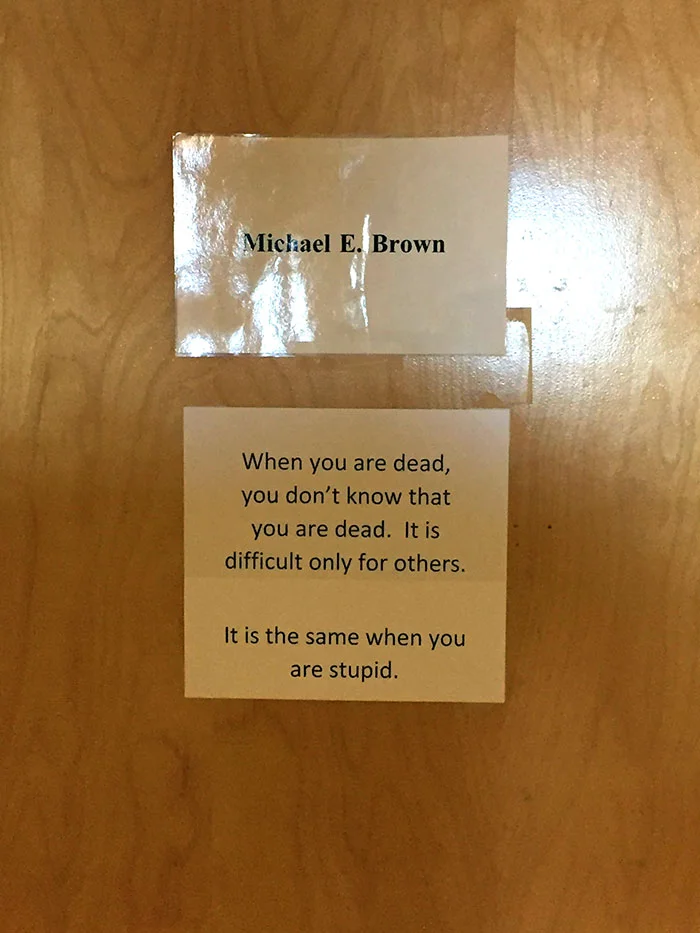 Michael E. Brown
When you are dead,
you don’t know that
you are dead.  It is
difficult only for others.
It is the same when you
are stupid.